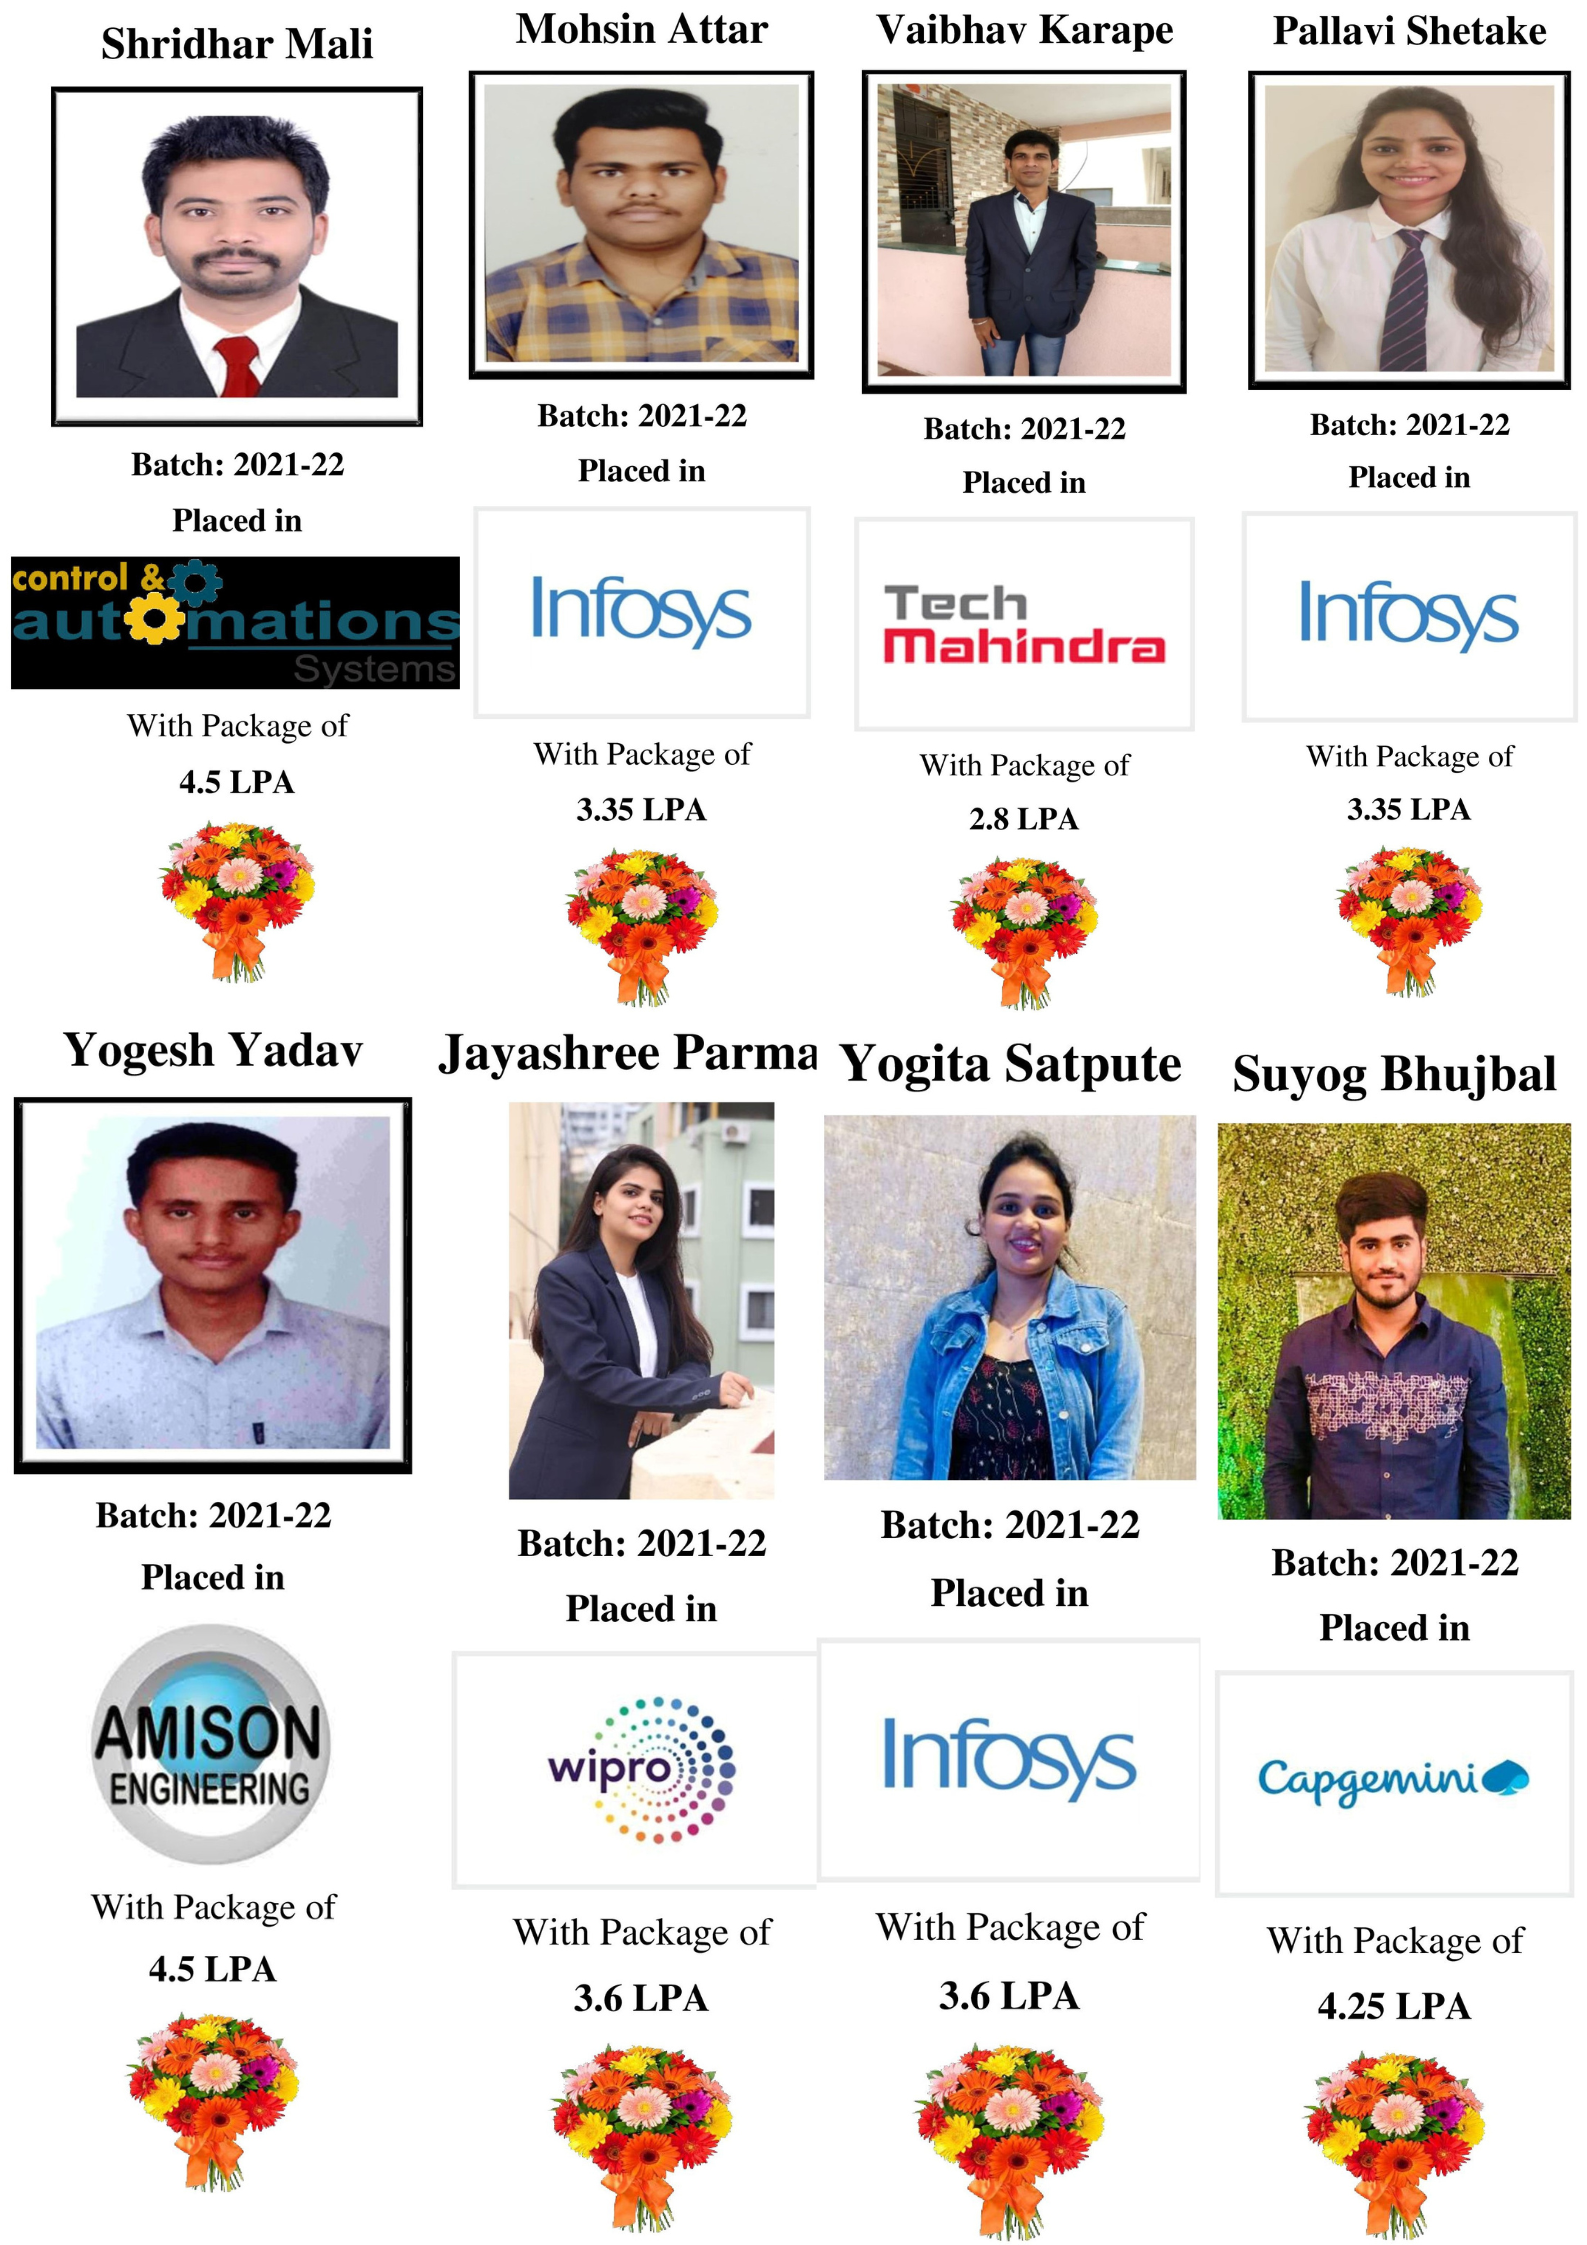 Shridhar Mali
Batch: 2021-22
Placed in
control &
automations
Systems
With Package of
4.5 LPA
Mohsin Attar
Batch: 2021-22
Placed in
Infosys
With Package of
3.35 LPA
Vaibhav Karape
Batch: 2021-22
Placed in
Tech
Mahindra
With Package of
2.8 LPA
Pallavi Shetake
Batch: 2021-22
Placed in
Infosys
With Package of
3.35 LPA
Yogesh Yadav
Batch: 2021-22
Placed in
AMISON
ENGINEERING
With Package of
4.5 LPA
Jayashree Parma
Batch: 2021-22
Placed in
wipro
With Package of
3.6 LPA
Yogita Satpute
Batch: 2021-22
Placed in
Infosys
With Package of
3.6 LPA
Suyog Bhujbal
Batch: 2021-22
Placed in
Capgemini
With Package of
4.25 LPA